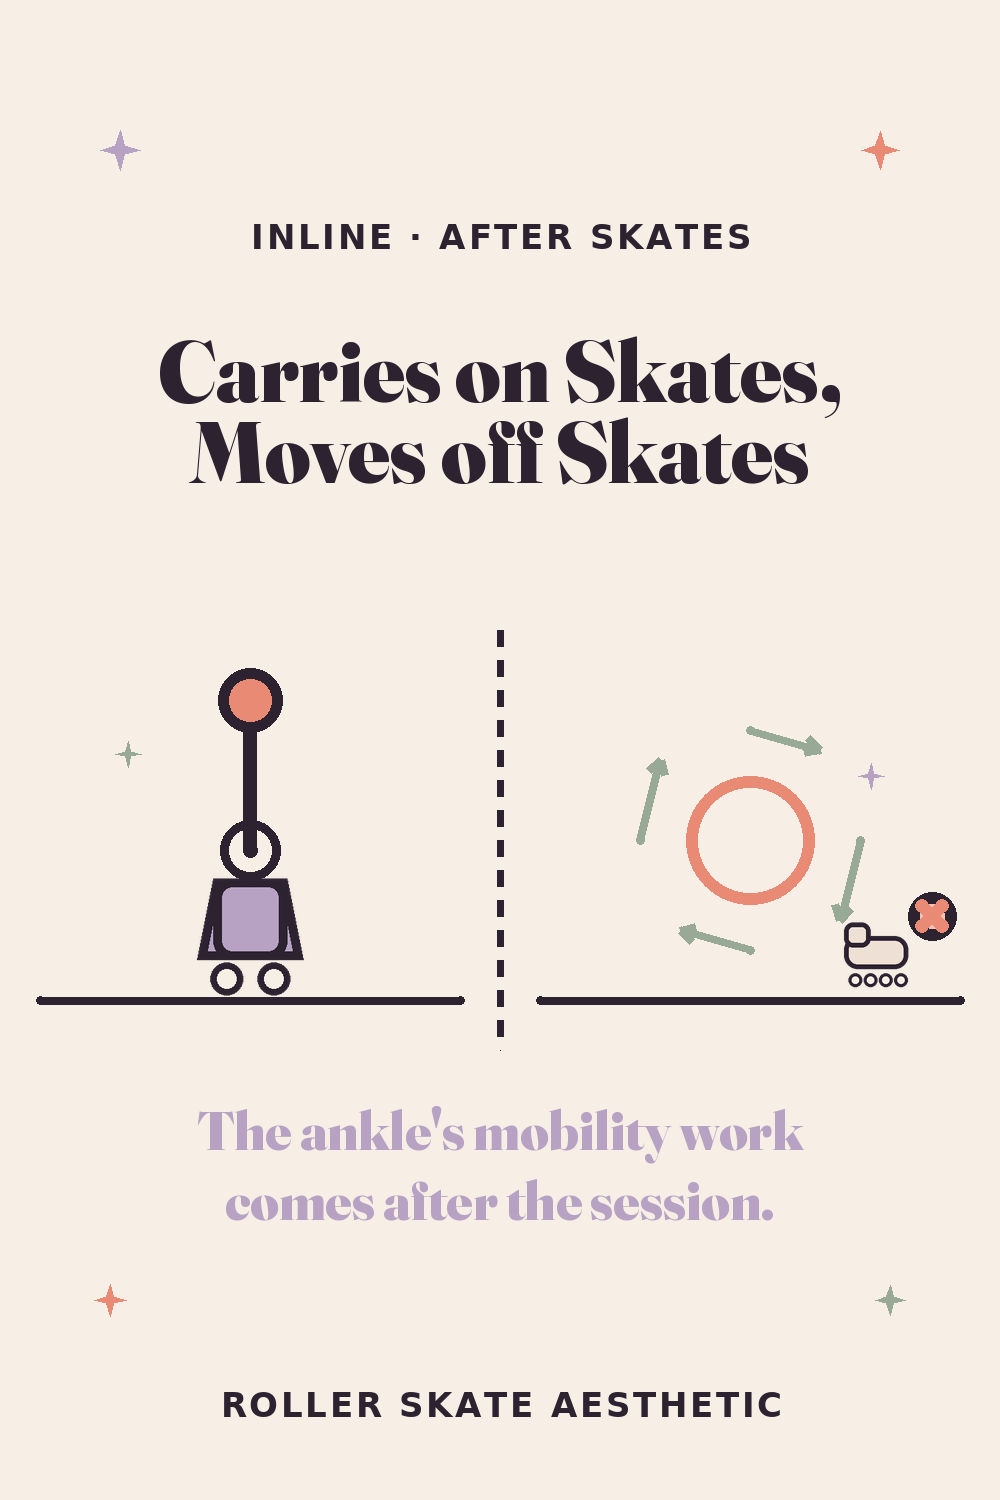 INLINE · AFTER SKATES
Carries on Skates,
Moves off Skates
The ankle's mobility work
comes after the session.
ROLLER SKATE AESTHETIC